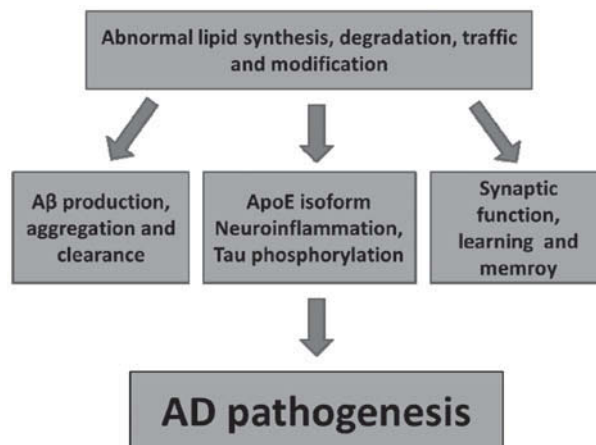 Abnormal lipid synthesis, degradation, traffic
and modification
Aβ production,
aggregation and
clearance
ApoE isoform
Neuroinflammation,
Tau phosphorylation
Synaptic
function,
learning and
memroy
AD pathogenesis